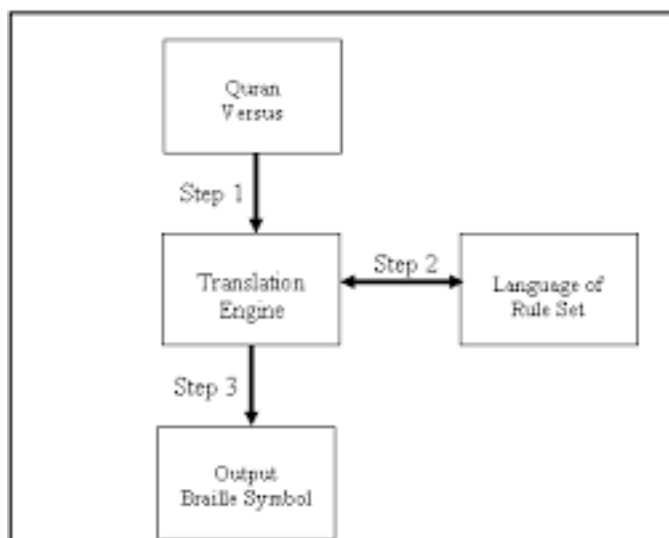 Quran
Versus
Step 1
Translation
Engine
Step 2
Language of
Rule Set
Step 3
Output
Braille Symbol